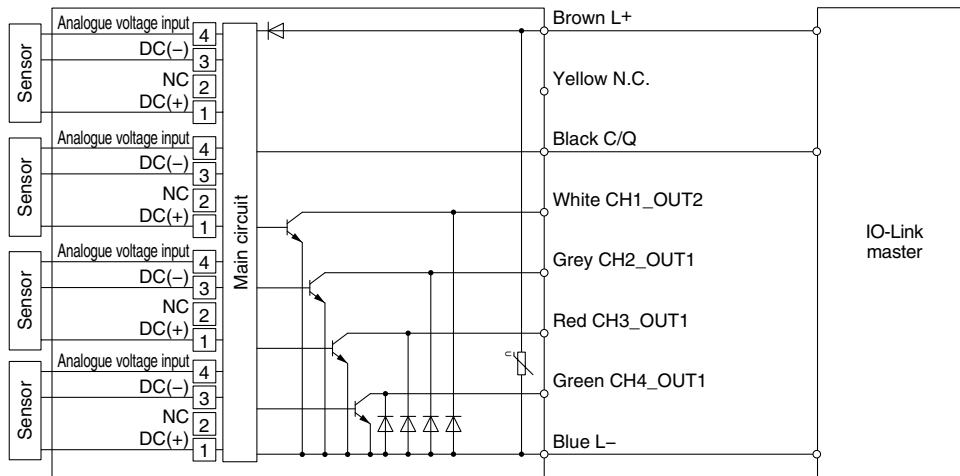 Sensor
Analogue voltage input 4
DC(−) 3
NC 2
DC(+) 1
Sensor
Analogue voltage input 4
DC(−) 3
NC 2
DC(+) 1
Sensor
Analogue voltage input 4
DC(−) 3
NC 2
DC(+) 1
Sensor
Analogue voltage input 4
DC(−) 3
NC 2
DC(+) 1
Main circuit
Brown L+
Yellow N.C.
Black C/Q
White CH1_OUT2
Grey CH2_OUT1
Red CH3_OUT1
Green CH4_OUT1
Blue L−
IO-Link
master